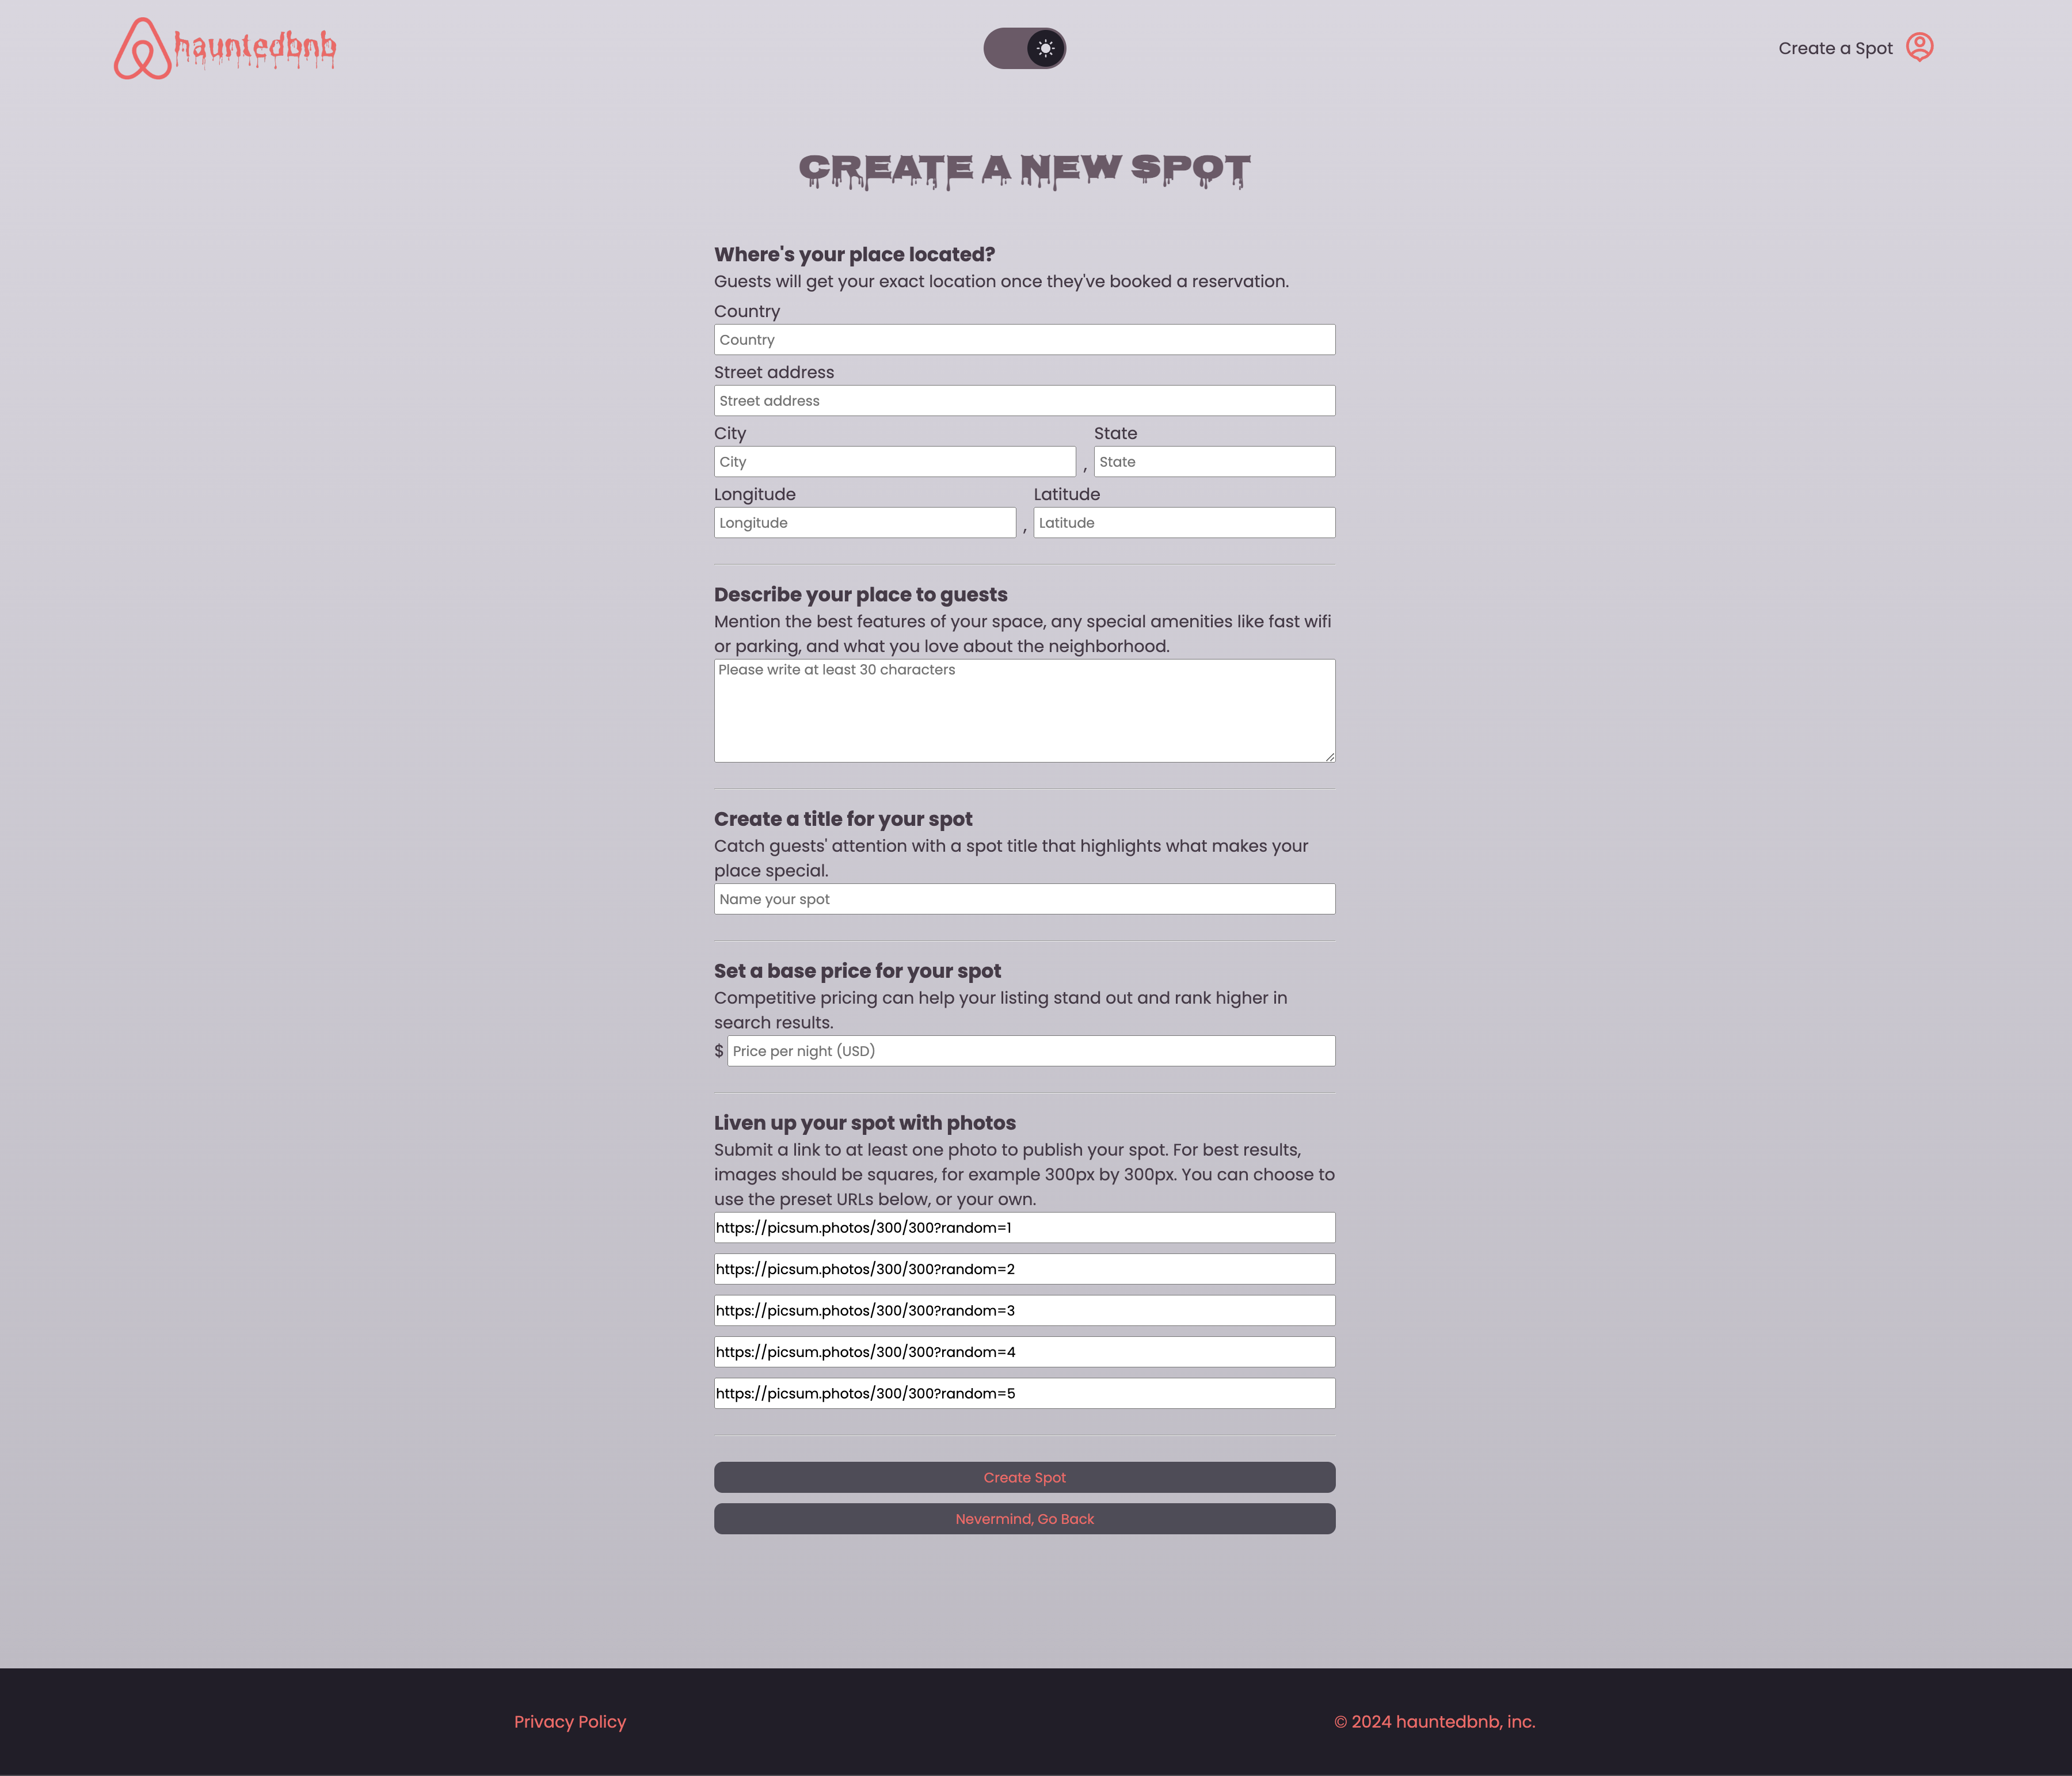 hauntedbnb
Create a Spot
CREATE A NEW SPOT
Where's your place located?
Guests will get your exact location once they've booked a reservation.
Country
Country
Street address
Street address
City State
City , State
Longitude Latitude
Longitude , Latitude
Describe your place to guests
Mention the best features of your space, any special amenities like fast wifi
or parking, and what you love about the neighborhood.
Please write at least 30 characters
Create a title for your spot
Catch guests' attention with a spot title that highlights what makes your
place special.
Name your spot
Set a base price for your spot
Competitive pricing can help your listing stand out and rank higher in
search results.
$ Price per night (USD)
Liven up your spot with photos
Submit a link to at least one photo to publish your spot. For best results,
images should be squares, for example 300px by 300px. You can choose to
use the preset URLs below, or your own.
https://picsum.photos/300/300?random=1
https://picsum.photos/300/300?random=2
https://picsum.photos/300/300?random=3
https://picsum.photos/300/300?random=4
https://picsum.photos/300/300?random=5
Create Spot
Nevermind, Go Back
Privacy Policy
© 2024 hauntedbnb, inc.